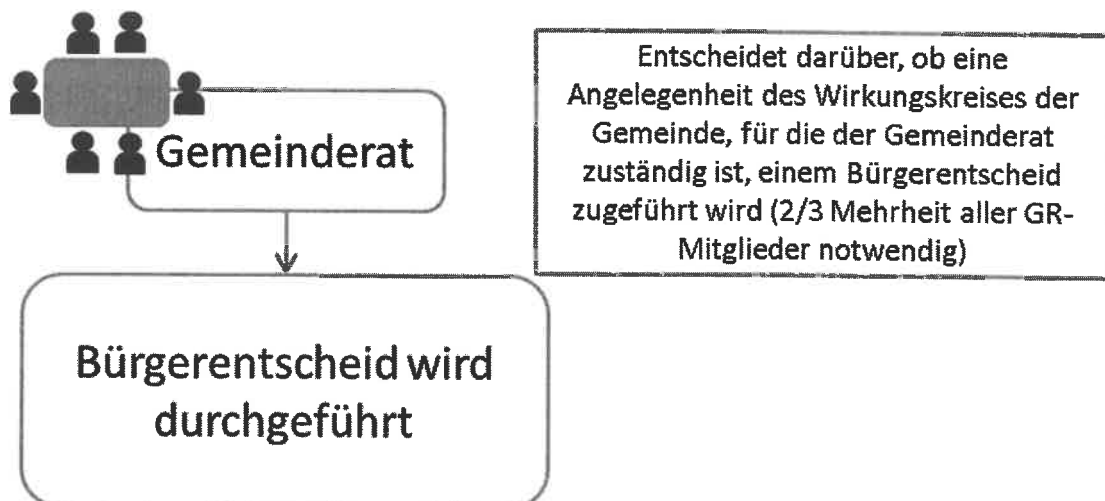 Gemeinderat
Entscheidet darüber, ob eine
Angelegenheit des Wirkungskreises der
Gemeinde, für die der Gemeinderat
zuständig ist, einem Bürgerentscheid
zugeführt wird (2/3 Mehrheit aller GR-
Mitglieder notwendig)
Bürgerentscheid wird
durchgeführt